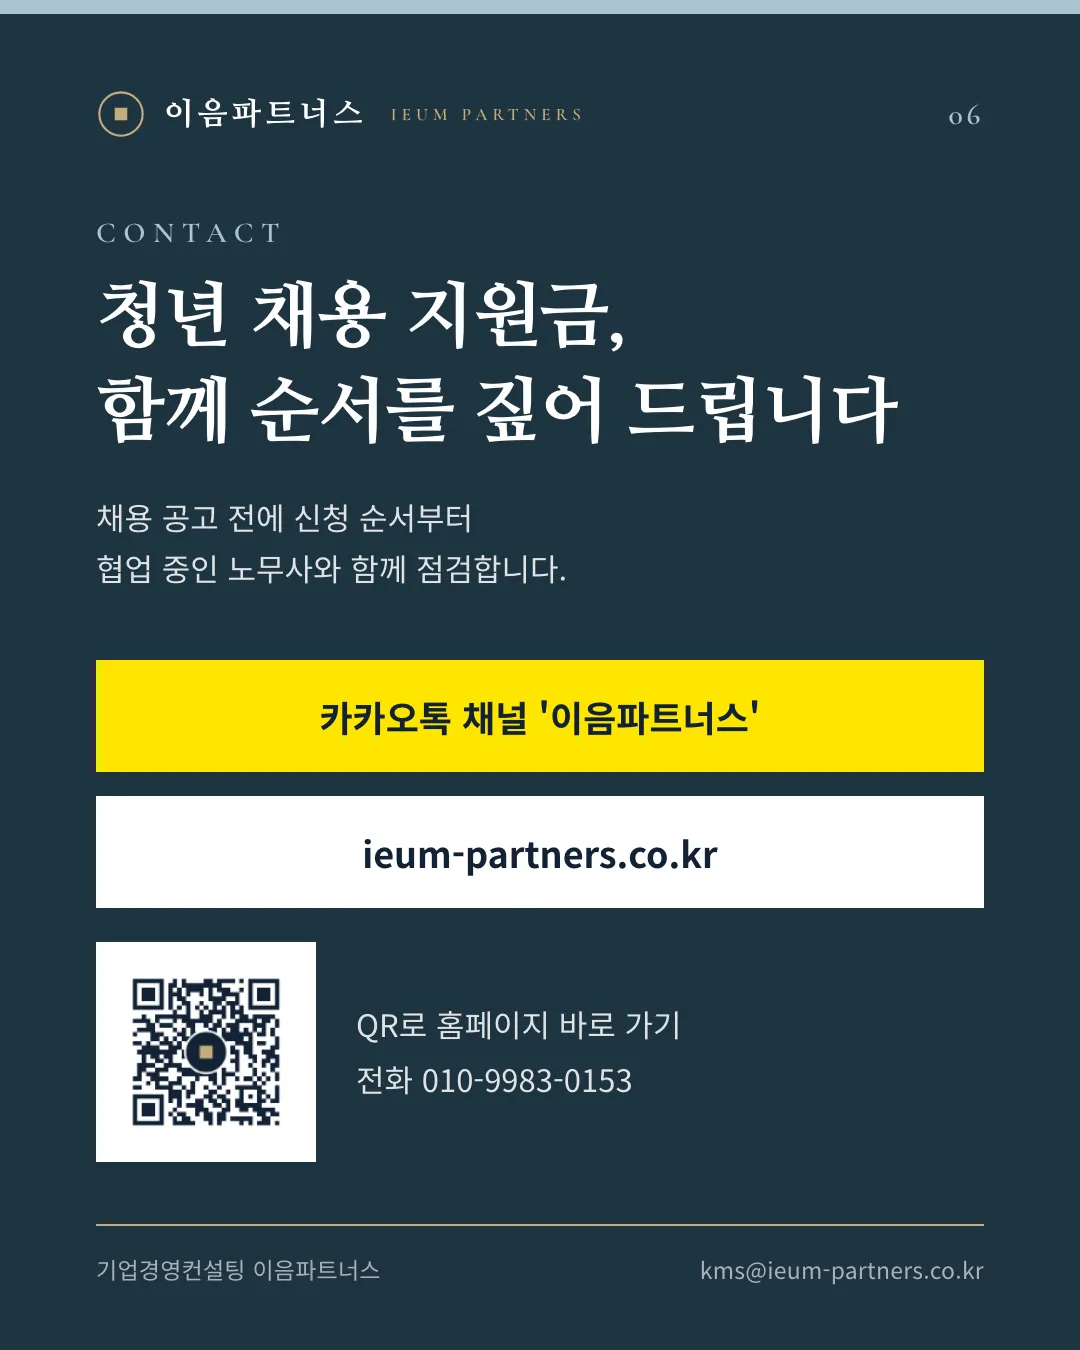 이음파트너스 IEUM PARTNERS 06
CONTACT
청년 채용 지원금,
함께 순서를 짚어 드립니다
채용 공고 전에 신청 순서부터
협업 중인 노무사와 함께 점검합니다.
카카오톡 채널 '이음파트너스'
ieum-partners.co.kr
QR로 홈페이지 바로 가기
전화 010-9983-0153
기업경영컨설팅 이음파트너스 kms@ieum-partners.co.kr